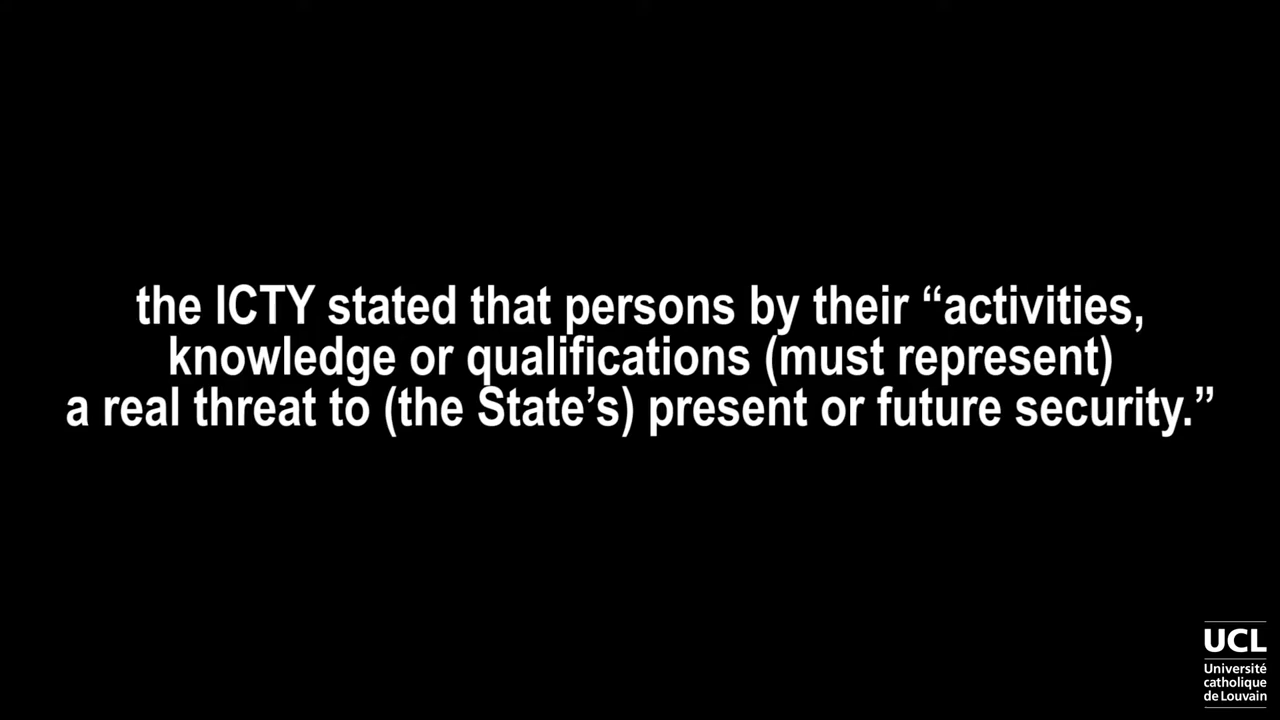 the ICTY stated that persons by their “activities,
knowledge or qualifications (must represent)
a real threat to (the State’s) present or future security.”
UCL
Université
catholique
de Louvain